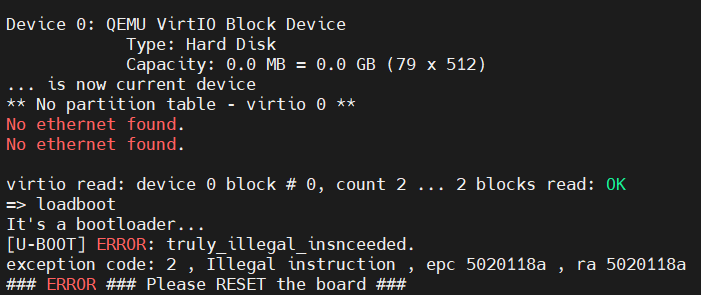 Device 0: QEMU VirtIO Block Device
Type: Hard Disk
Capacity: 0.0 MB = 0.0 GB (79 x 512)
... is now current device
** No partition table - virtio 0 **
No ethernet found.
No ethernet found.
virtio read: device 0 block # 0, count 2 ... 2 blocks read: OK
=> loadboot
It's a bootloader...
[U-BOOT] ERROR: truly_illegal_insnceeded.
exception code: 2 , Illegal instruction , epc 5020118a , ra 5020118a
### ERROR ### Please RESET the board ###